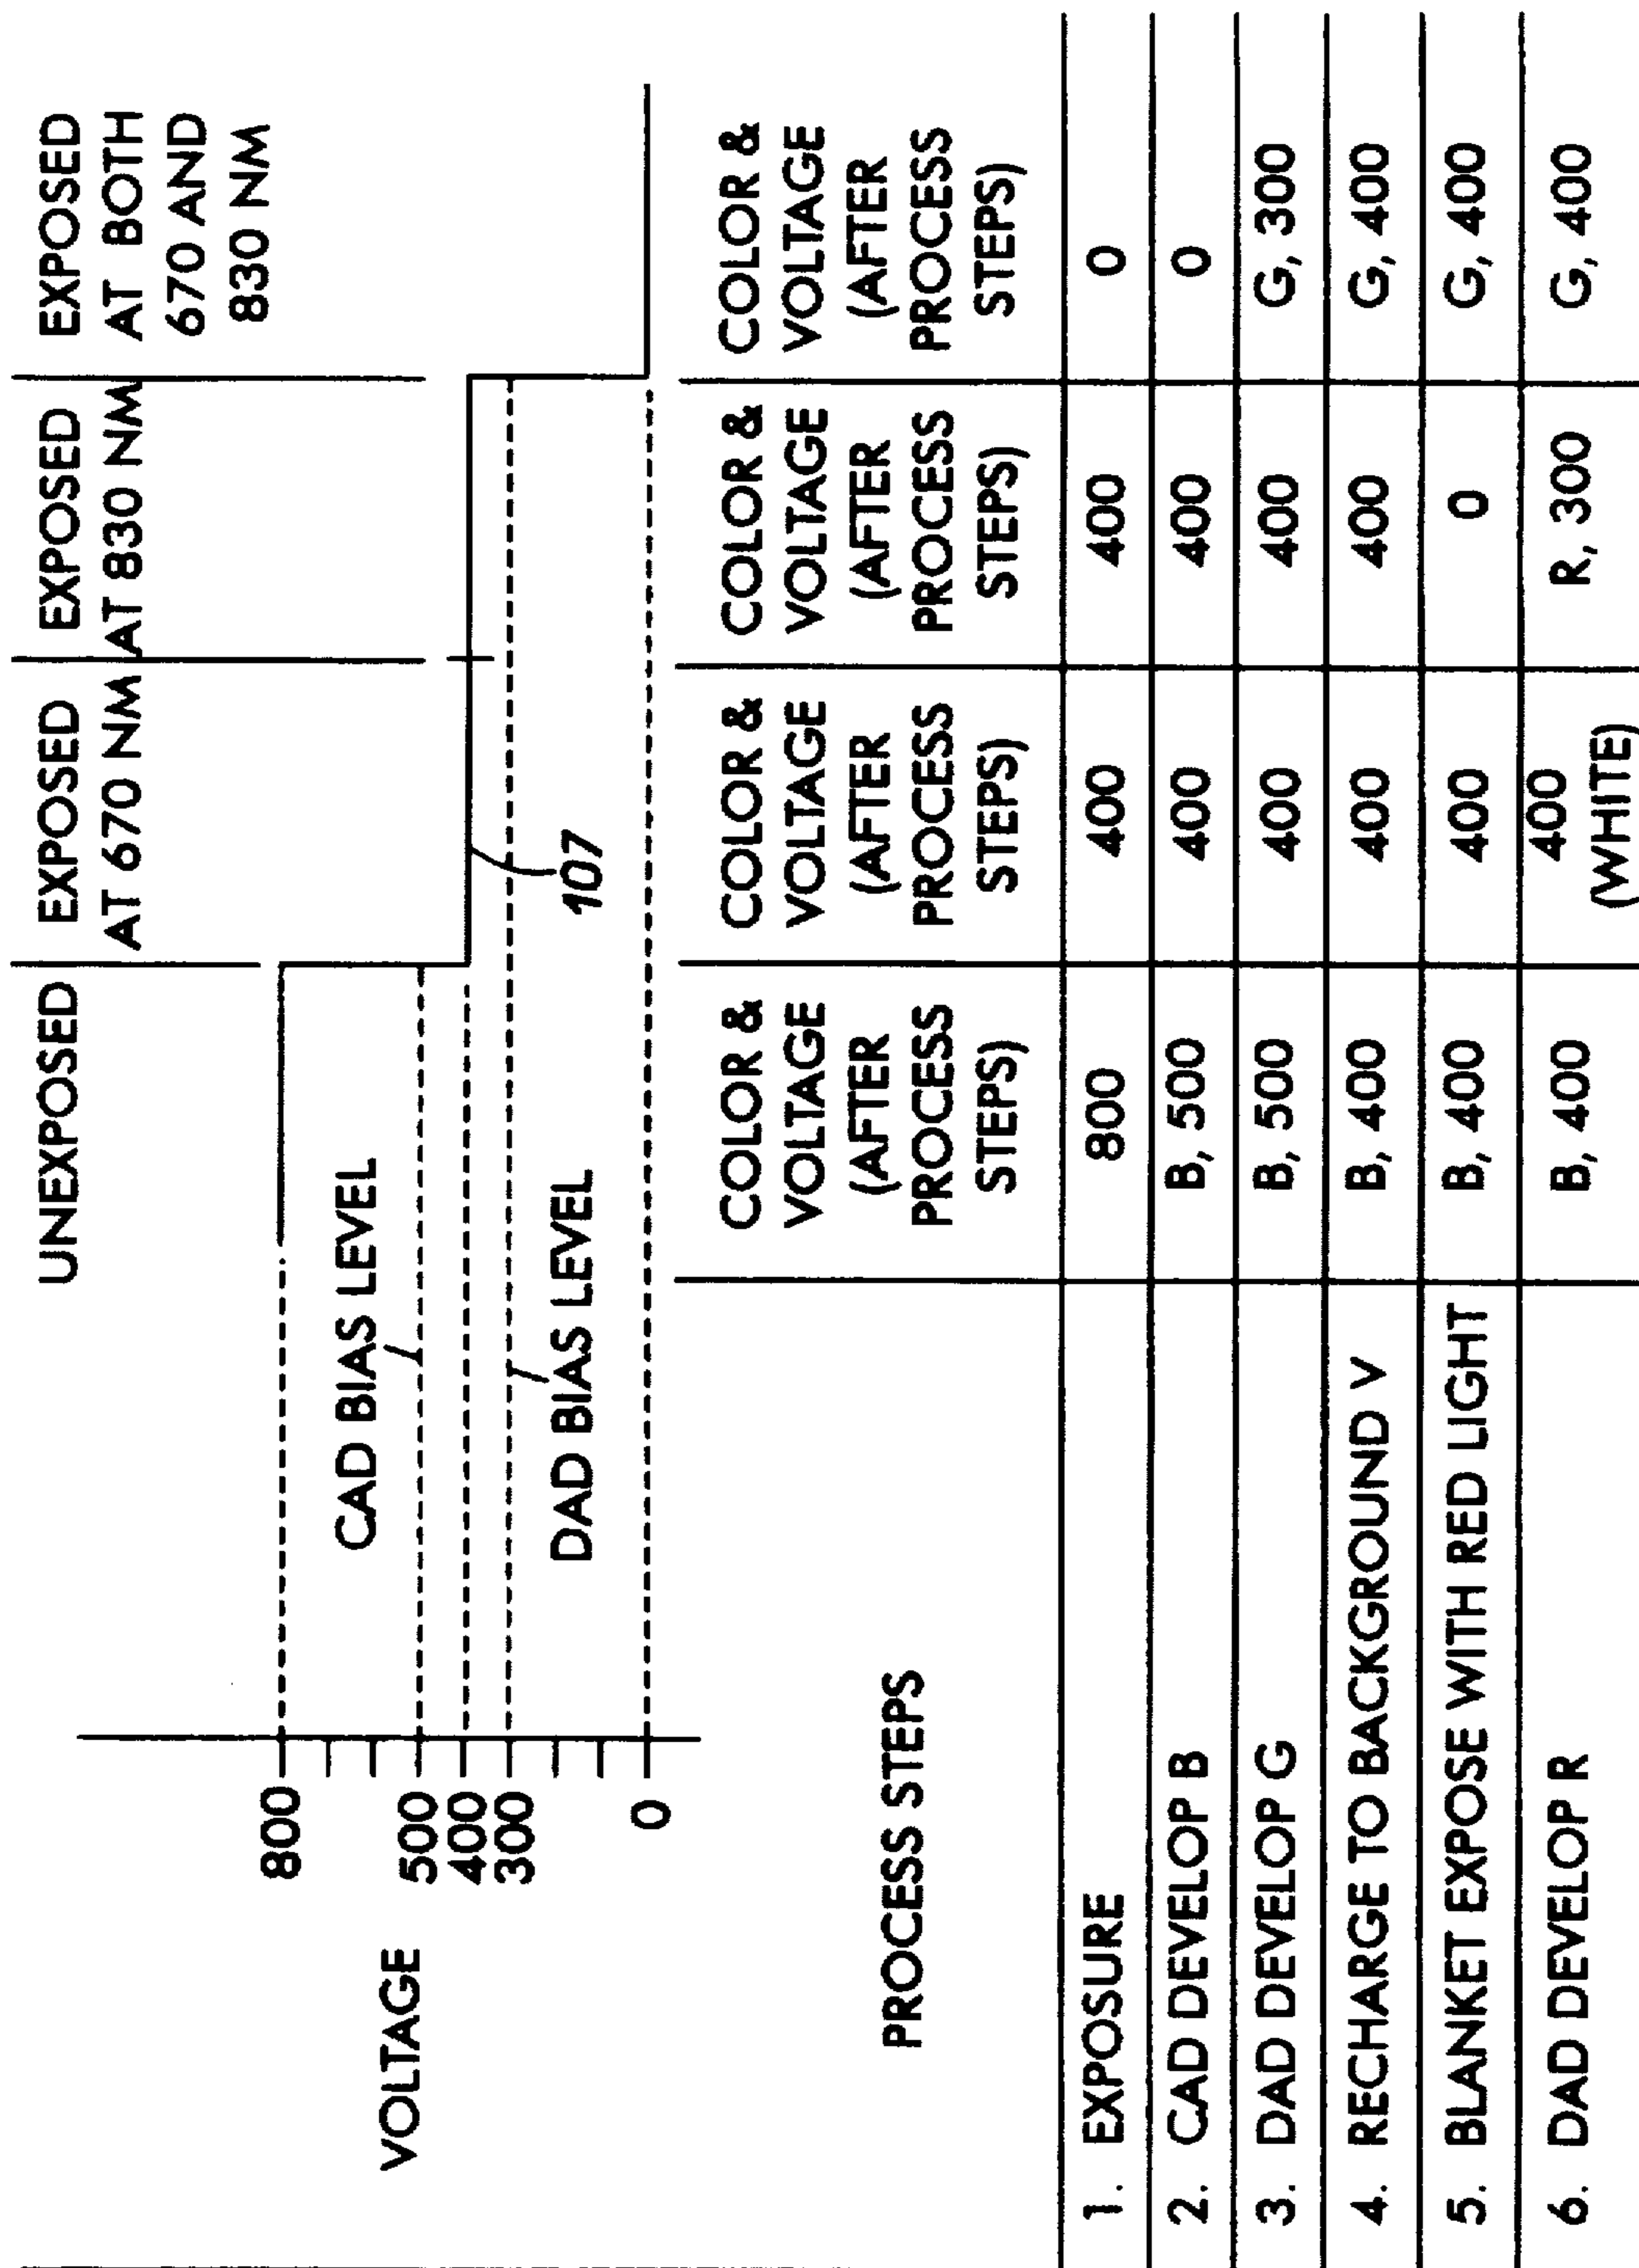 UNEXPOSED
EXPOSED
AT 670 NM
EXPOSED
AT 830 NM
EXPOSED
AT BOTH
670 AND
830 NM
VOLTAGE
800
500
400
300
0
CAD BIAS LEVEL
DAD BIAS LEVEL
107
PROCESS STEPS
COLOR &
VOLTAGE
(AFTER
PROCESS
STEPS)
COLOR &
VOLTAGE
(AFTER
PROCESS
STEPS)
COLOR &
VOLTAGE
(AFTER
PROCESS
STEPS)
COLOR &
VOLTAGE
(AFTER
PROCESS
STEPS)
1. EXPOSURE 800 400 400 0
2. CAD DEVELOP B B, 500 400 400 0
3. DAD DEVELOP G B, 500 400 400 G, 300
4. RECHARGE TO BACKGROUND V B, 400 400 400 G, 400
5. BLANKET EXPOSE WITH RED LIGHT B, 400 400 0 G, 400
6. DAD DEVELOP R B, 400 400 R, 300 G, 400
(WHITE)